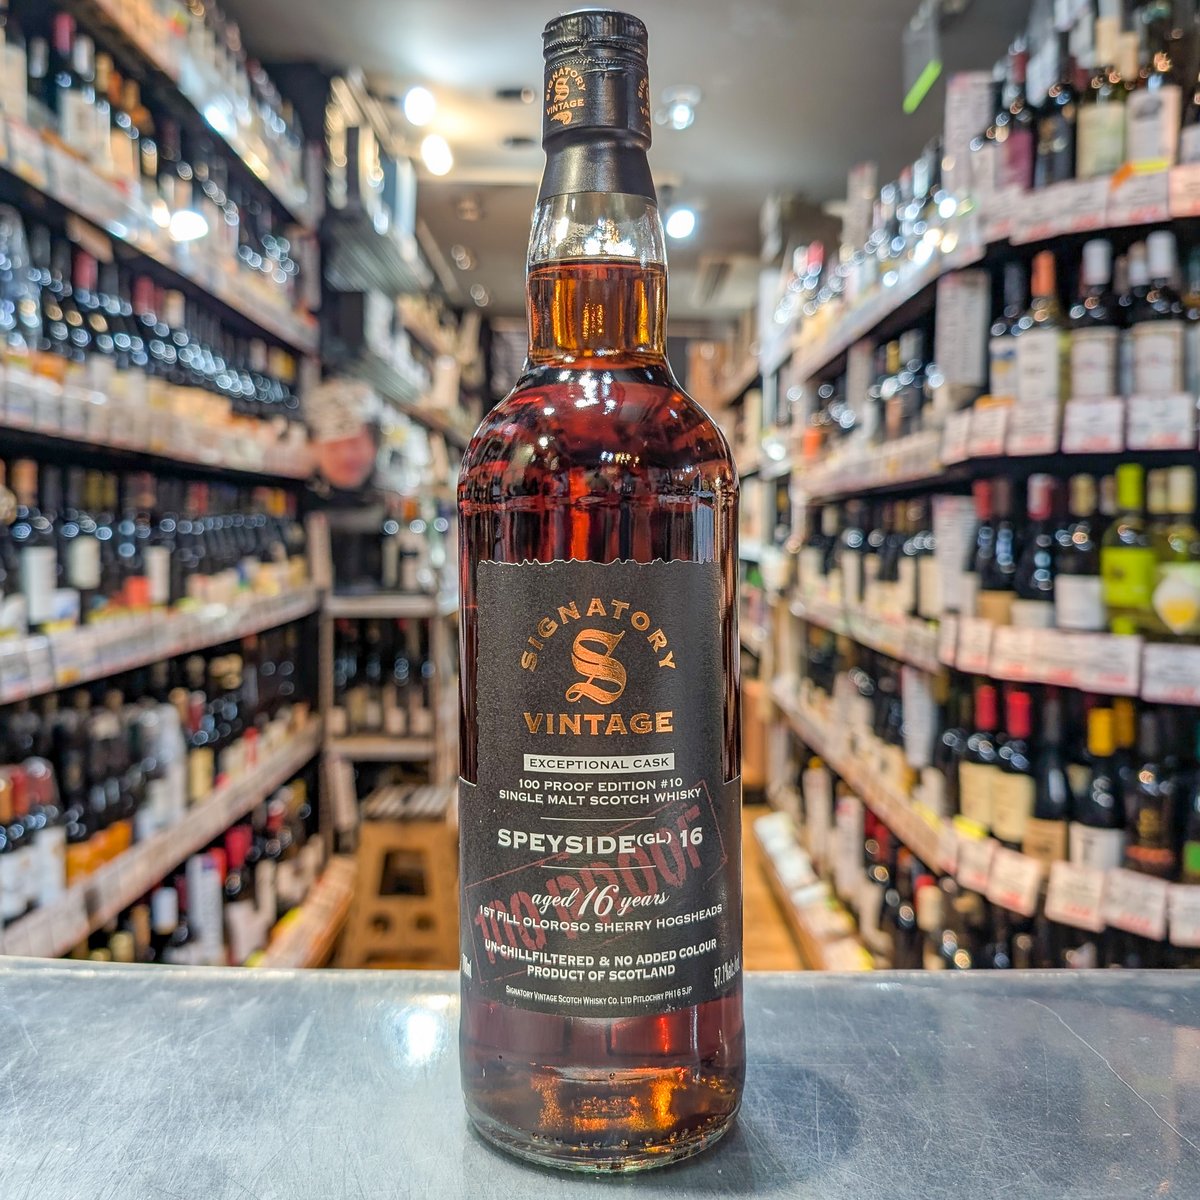 SIGNATORY
S
VINTAGE
SIGNATORY
S
VINTAGE
EXCEPTIONAL CASK
100 PROOF EDITION #10
SINGLE MALT SCOTCH WHISKY
SPEYSIDE(GL) 16
100 PROOF
aged 16 years
1ST FILL OLOROSO SHERRY HOGSHEADS
UN-CHILLFILTERED & NO ADDED COLOUR
PRODUCT OF SCOTLAND
57.1%
SIGNATORY VINTAGE SCOTCH WHISKY CO. LTD PITLOCHRY PH16 5JP